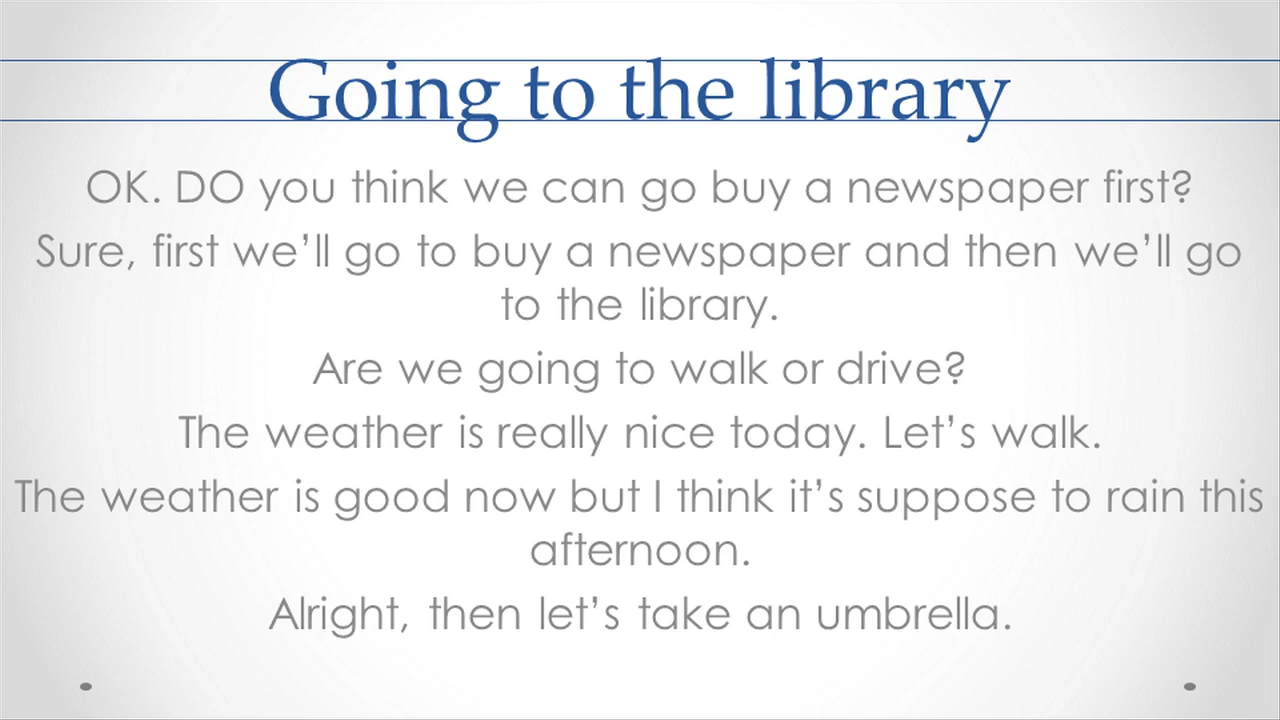 Going to the library
OK. DO you think we can go buy a newspaper first?
Sure, first we’ll go to buy a newspaper and then we’ll go
to the library.
Are we going to walk or drive?
The weather is really nice today. Let’s walk.
The weather is good now but I think it’s suppose to rain this
afternoon.
Alright, then let’s take an umbrella.